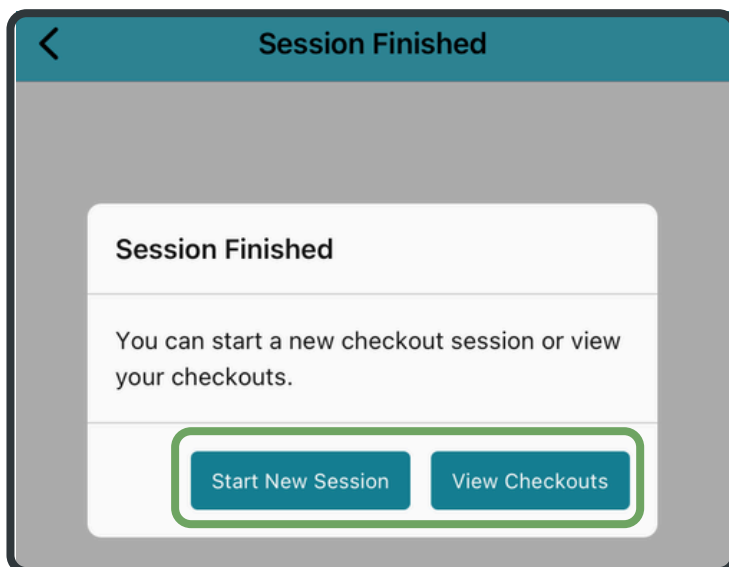 Session Finished
Session Finished
You can start a new checkout session or view
your checkouts.
Start New Session View Checkouts